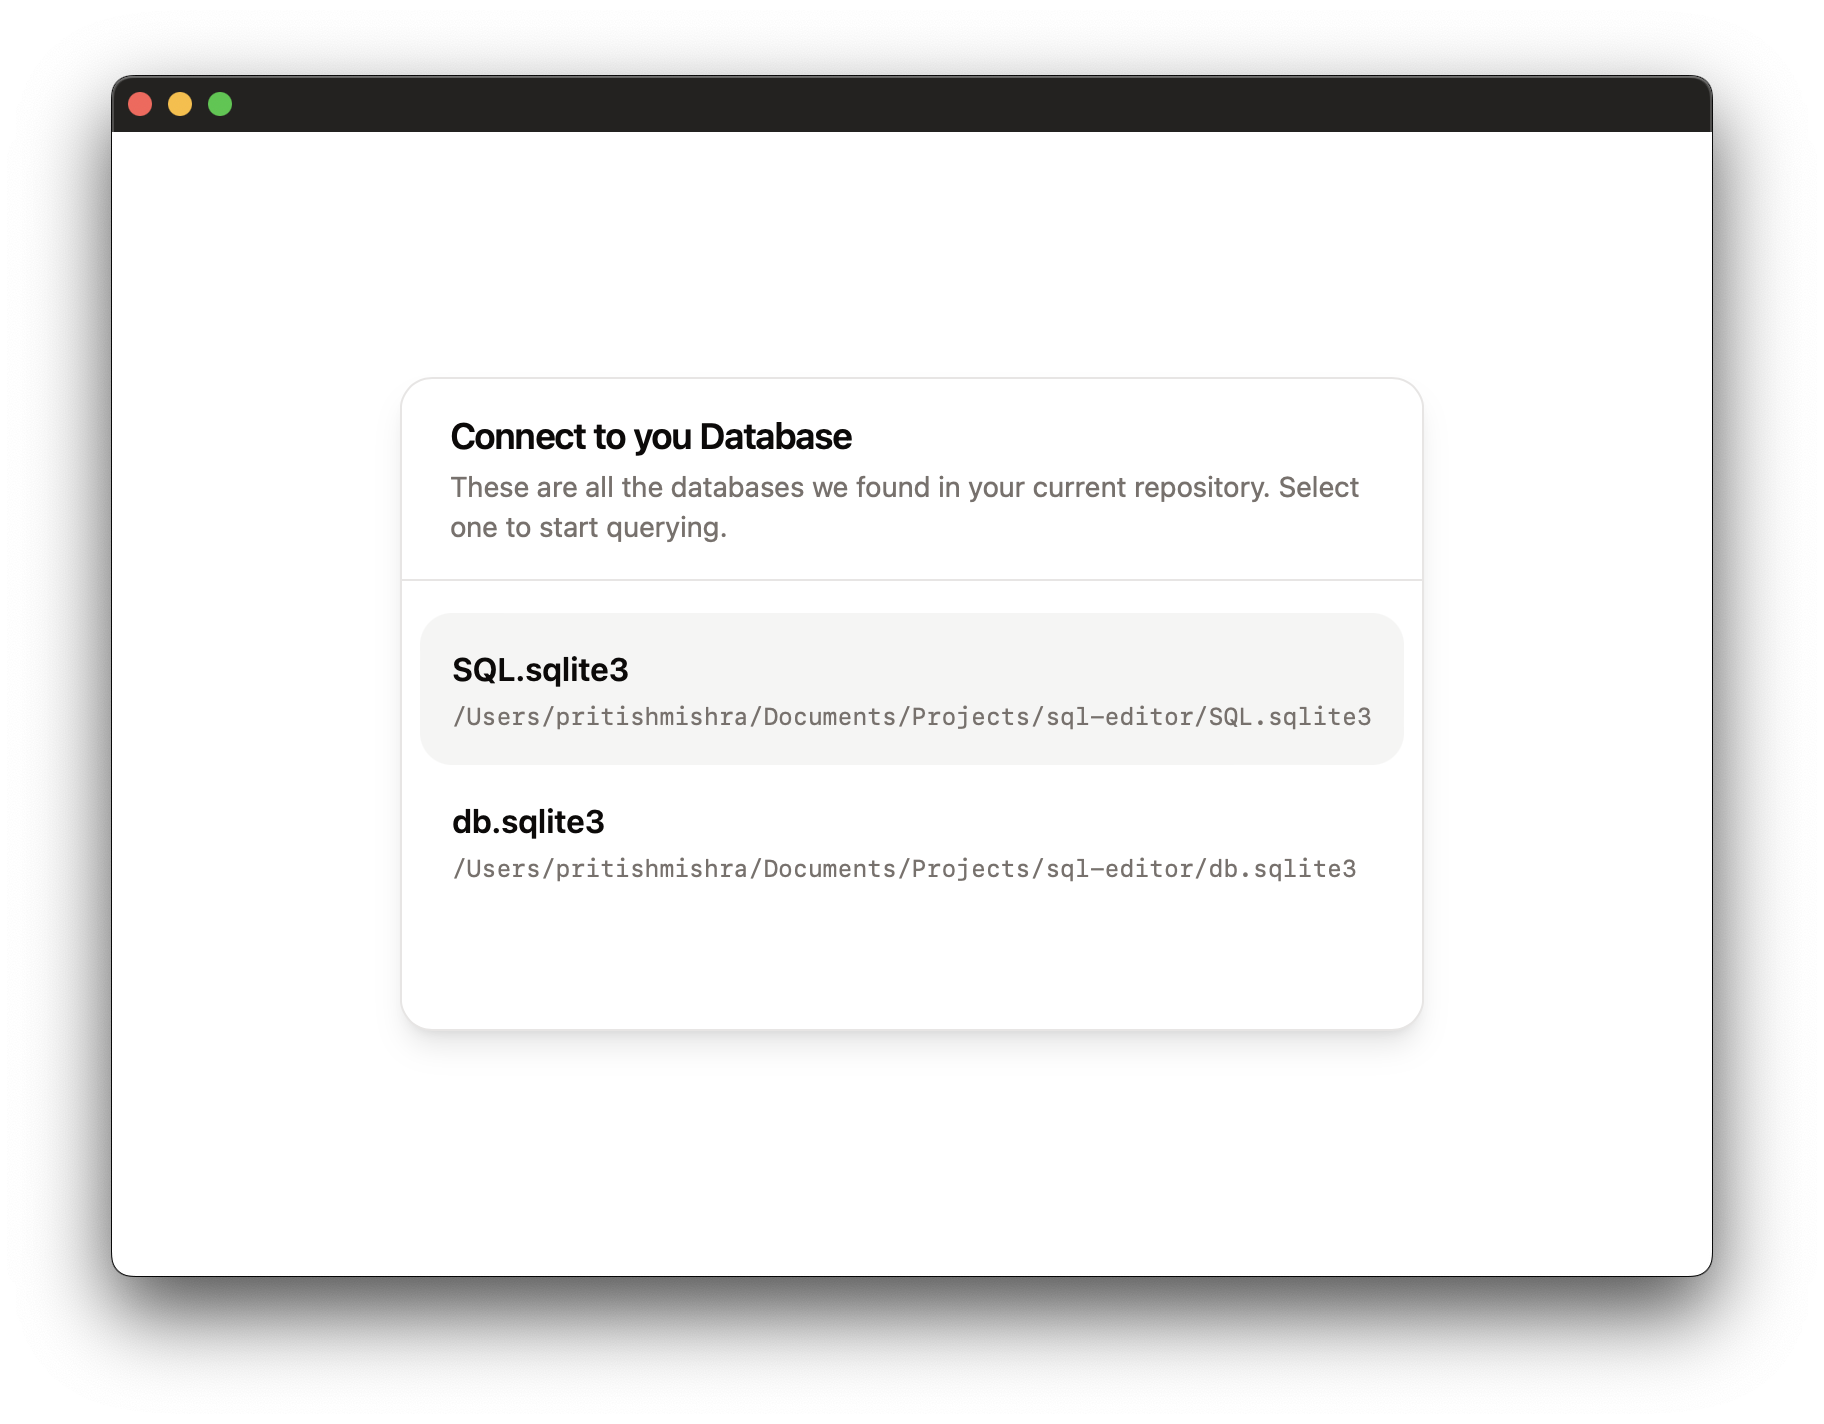 Connect to you Database
These are all the databases we found in your current repository. Select
one to start querying.
SQL.sqlite3
/Users/pritishmishra/Documents/Projects/sql-editor/SQL.sqlite3
db.sqlite3
/Users/pritishmishra/Documents/Projects/sql-editor/db.sqlite3